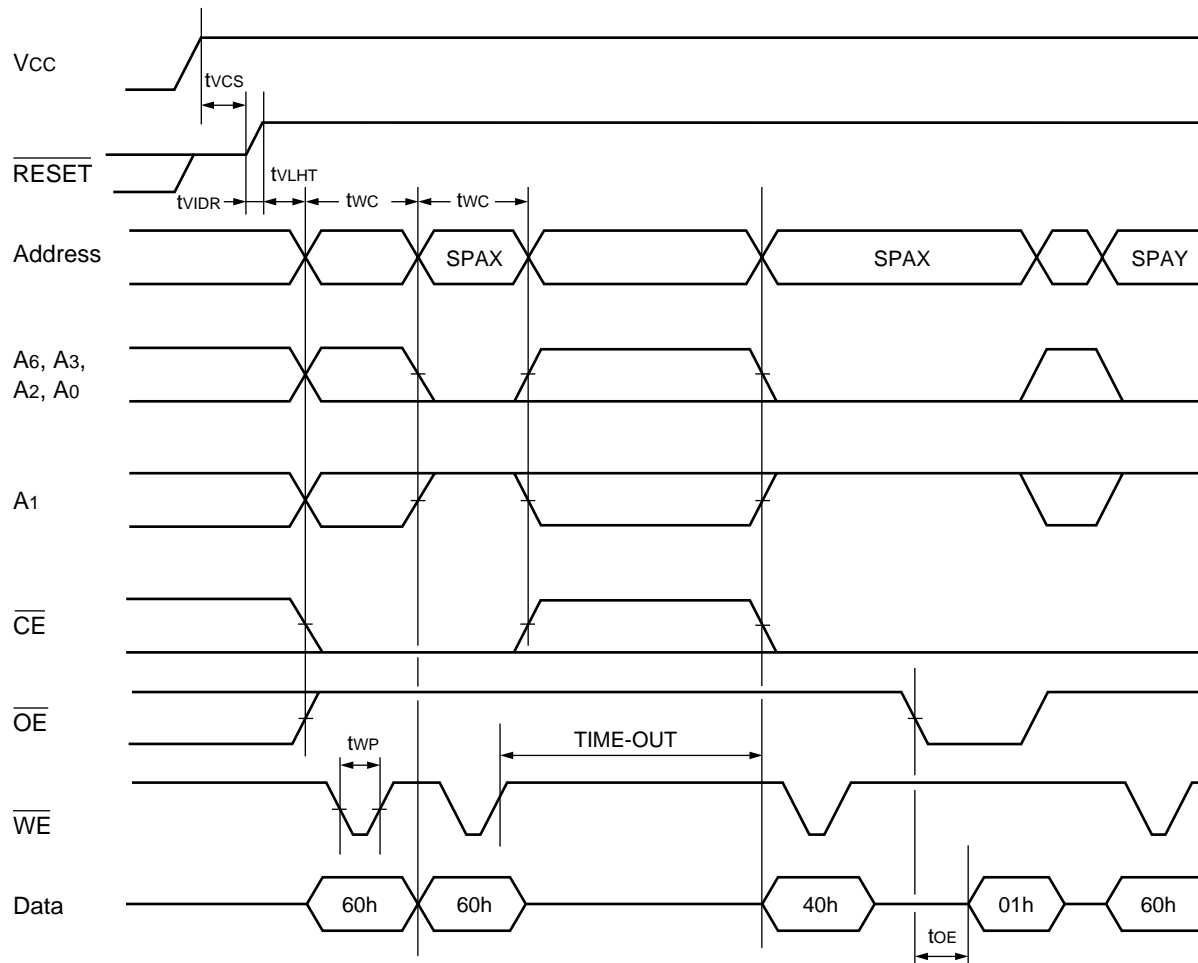 VCC
tVCS
RESET
tVLHT
tVIDR
tWC
tWC
Address
SPAX
SPAX
SPAY
A6, A3,
A2, A0
A1
CE
OE
tWP
TIME-OUT
WE
Data
60h
60h
40h
01h
60h
tOE